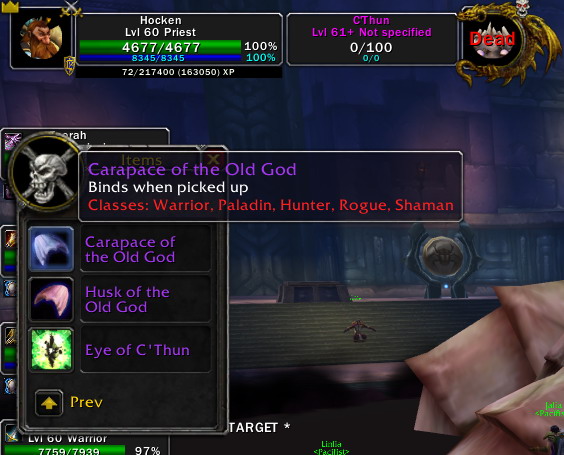 Hocken
Lvl 60 Priest
4677/4677 100%
8345/8345 100%
72/217400 (163050) XP
C'Thun
Lvl 61+ Not specified
0/100
0/0
Dead
Items
Carapace of the Old God
Binds when picked up
Classes: Warrior, Paladin, Hunter, Rogue, Shaman
Carapace of
the Old God
Husk of the
Old God
Eye of C'Thun
Prev
TARGET *
Lvl 60 Warrior
7759/7939 97%
Linlia
<Pacifist>